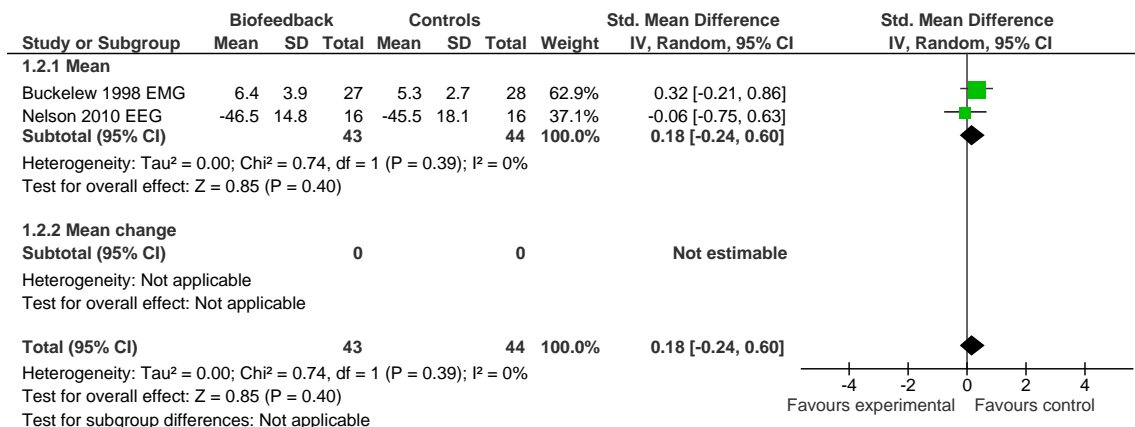 Biofeedback Controls Std. Mean Difference Std. Mean Difference
Study or Subgroup Mean SD Total Mean SD Total Weight IV, Random, 95% CI IV, Random, 95% CI
1.2.1 Mean
Buckelew 1998 EMG 6.4 3.9 27 5.3 2.7 28 62.9% 0.32 [-0.21, 0.86]
Nelson 2010 EEG -46.5 14.8 16 -45.5 18.1 16 37.1% -0.06 [-0.75, 0.63]
Subtotal (95% CI) 43 44 100.0% 0.18 [-0.24, 0.60]
Heterogeneity: Tau² = 0.00; Chi² = 0.74, df = 1 (P = 0.39); I² = 0%
Test for overall effect: Z = 0.85 (P = 0.40)
1.2.2 Mean change
Subtotal (95% CI) 0 0 Not estimable
Heterogeneity: Not applicable
Test for overall effect: Not applicable
Total (95% CI) 43 44 100.0% 0.18 [-0.24, 0.60]
Heterogeneity: Tau² = 0.00; Chi² = 0.74, df = 1 (P = 0.39); I² = 0%
Test for overall effect: Z = 0.85 (P = 0.40)
Test for subgroup differences: Not applicable
-4 -2 0 2 4
Favours experimental Favours control